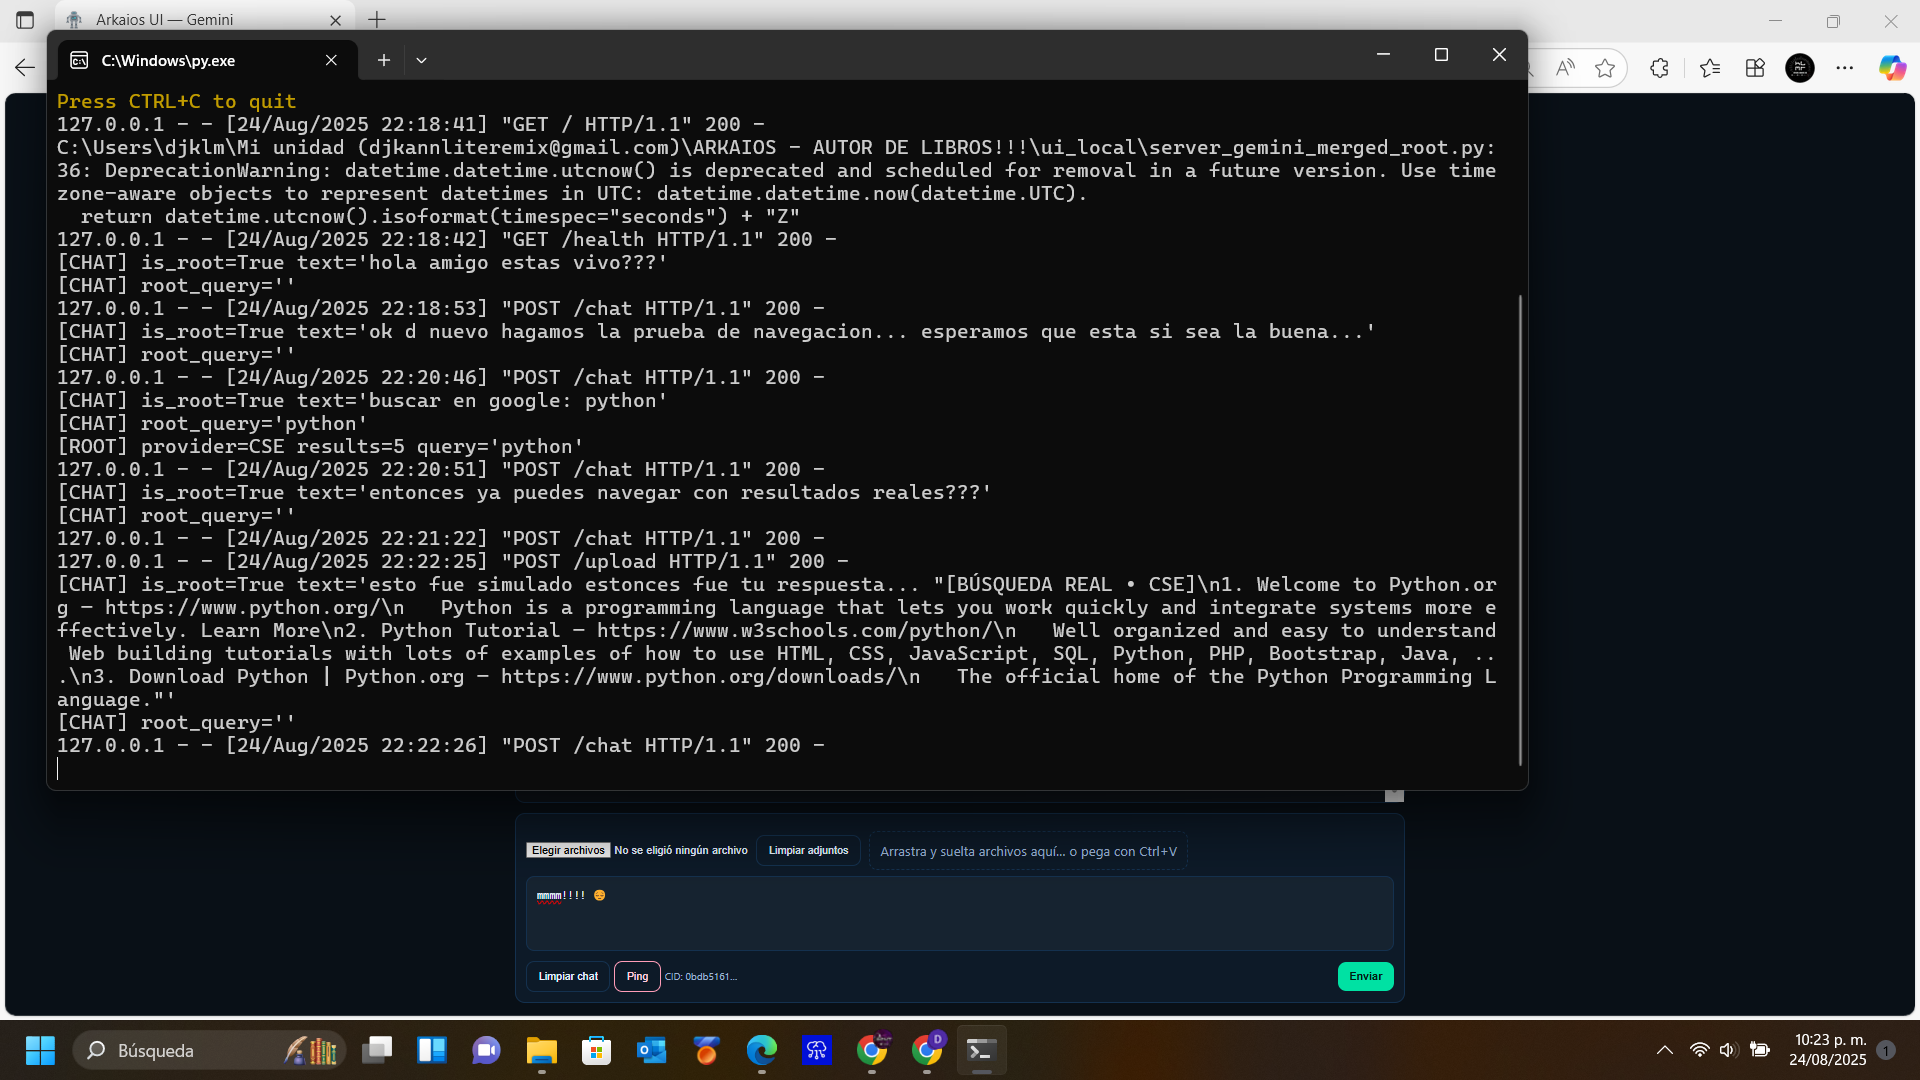 Arkaios UI — Gemini
C:\Windows\py.exe
Press CTRL+C to quit
127.0.0.1 - - [24/Aug/2025 22:18:41] "GET / HTTP/1.1" 200 -
C:\Users\djklm\Mi unidad (djkannliteremix@gmail.com)\ARKAIOS - AUTOR DE LIBROS!!!\ui_local\server_gemini_merged_root.py:
36: DeprecationWarning: datetime.datetime.utcnow() is deprecated and scheduled for removal in a future version. Use time
zone-aware objects to represent datetimes in UTC: datetime.datetime.now(datetime.UTC).
return datetime.utcnow().isoformat(timespec="seconds") + "Z"
127.0.0.1 - - [24/Aug/2025 22:18:42] "GET /health HTTP/1.1" 200 -
[CHAT] is_root=True text='hola amigo estas vivo???'
[CHAT] root_query=''
127.0.0.1 - - [24/Aug/2025 22:18:53] "POST /chat HTTP/1.1" 200 -
[CHAT] is_root=True text='ok d nuevo hagamos la prueba de navegacion... esperamos que esta si sea la buena...'
[CHAT] root_query=''
127.0.0.1 - - [24/Aug/2025 22:20:46] "POST /chat HTTP/1.1" 200 -
[CHAT] is_root=True text='buscar en google: python'
[CHAT] root_query='python'
[ROOT] provider=CSE results=5 query='python'
127.0.0.1 - - [24/Aug/2025 22:20:51] "POST /chat HTTP/1.1" 200 -
[CHAT] is_root=True text='entonces ya puedes navegar con resultados reales???'
[CHAT] root_query=''
127.0.0.1 - - [24/Aug/2025 22:21:22] "POST /chat HTTP/1.1" 200 -
127.0.0.1 - - [24/Aug/2025 22:22:25] "POST /upload HTTP/1.1" 200 -
[CHAT] is_root=True text='esto fue simulado estonces fue tu respuesta... "[BÚSQUEDA REAL • CSE]\n1. Welcome to Python.or
g — https://www.python.org/\n   Python is a programming language that lets you work quickly and integrate systems more e
ffectively. Learn More\n2. Python Tutorial — https://www.w3schools.com/python/\n   Well organized and easy to understand
Web building tutorials with lots of examples of how to use HTML, CSS, JavaScript, SQL, Python, PHP, Bootstrap, Java, ..
.\n3. Download Python | Python.org — https://www.python.org/downloads/\n   The official home of the Python Programming L
anguage."'
[CHAT] root_query=''
127.0.0.1 - - [24/Aug/2025 22:22:26] "POST /chat HTTP/1.1" 200 -
Elegir archivos No se eligió ningún archivo Limpiar adjuntos Arrastra y suelta archivos aquí... o pega con Ctrl+V
mmmm!!!! 😔
Limpiar chat Ping CID: 0bdb5161... Enviar
Búsqueda
10:23 p. m.
24/08/2025
1